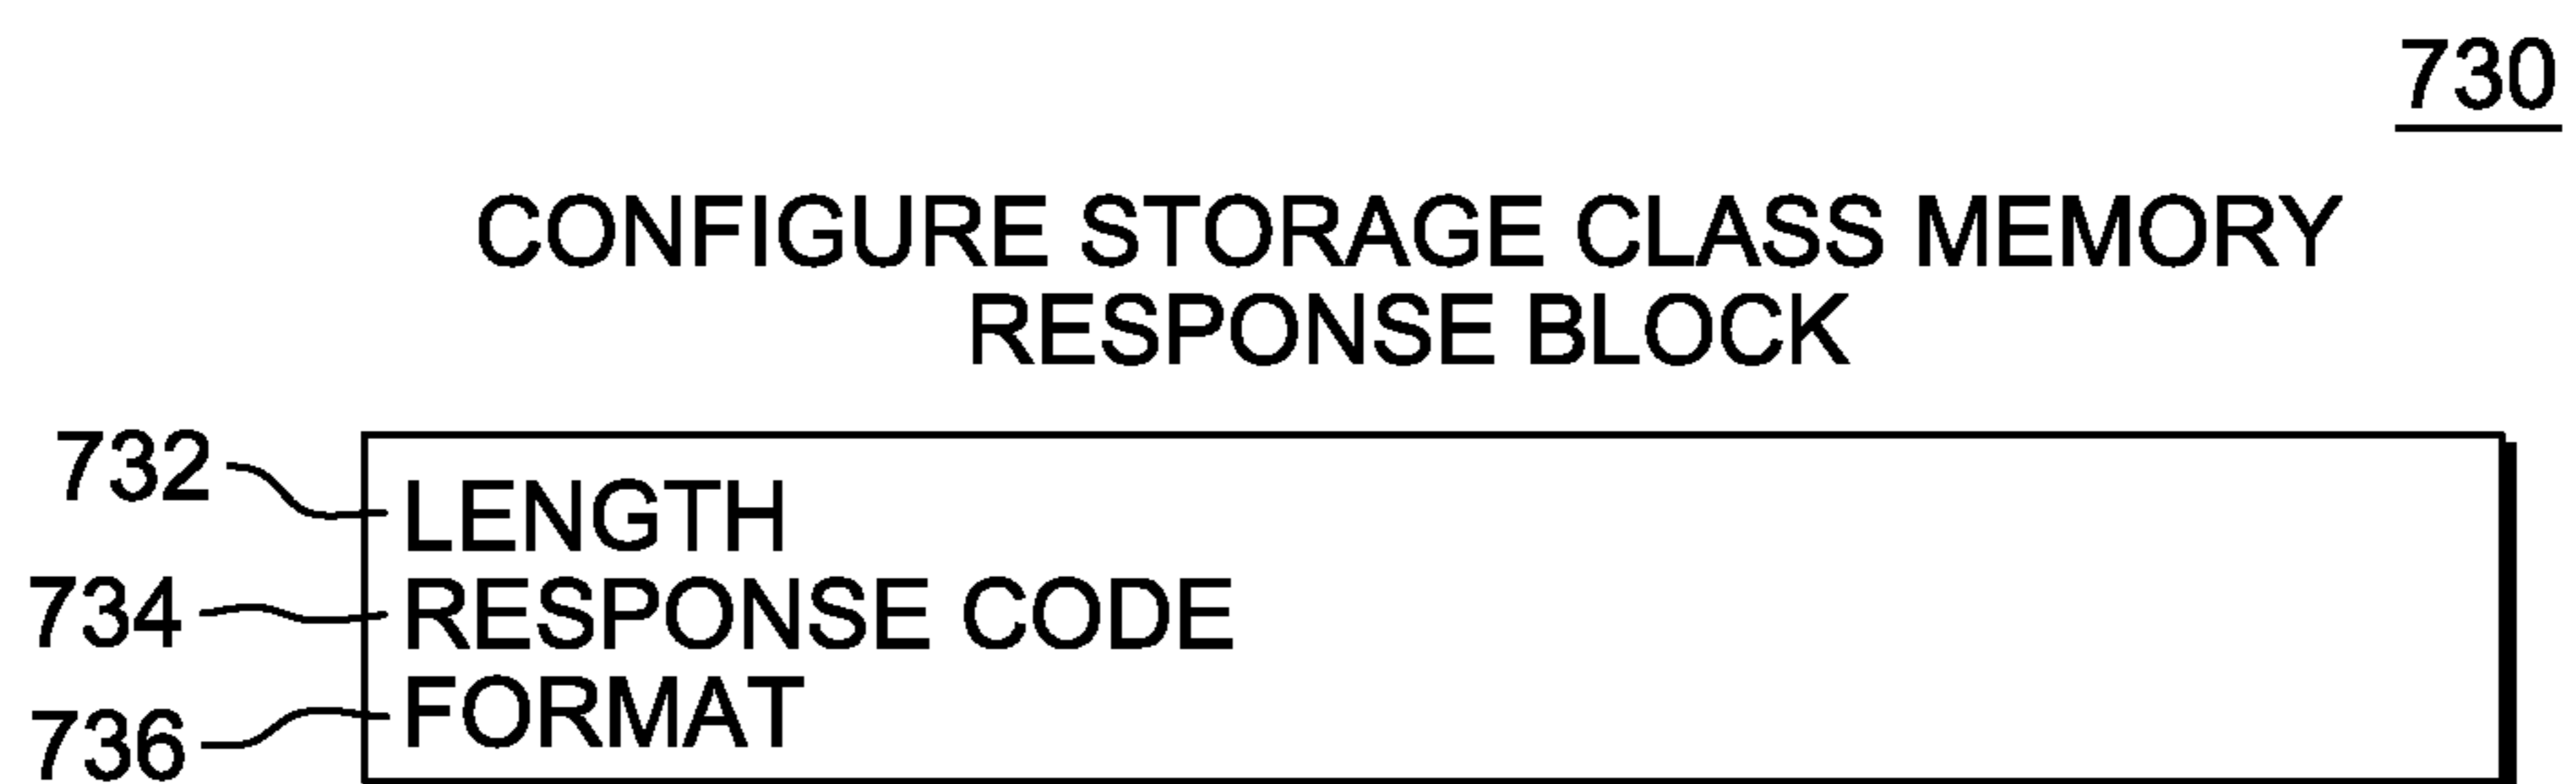 730
CONFIGURE STORAGE CLASS MEMORY
RESPONSE BLOCK
732 LENGTH
734 RESPONSE CODE
736 FORMAT